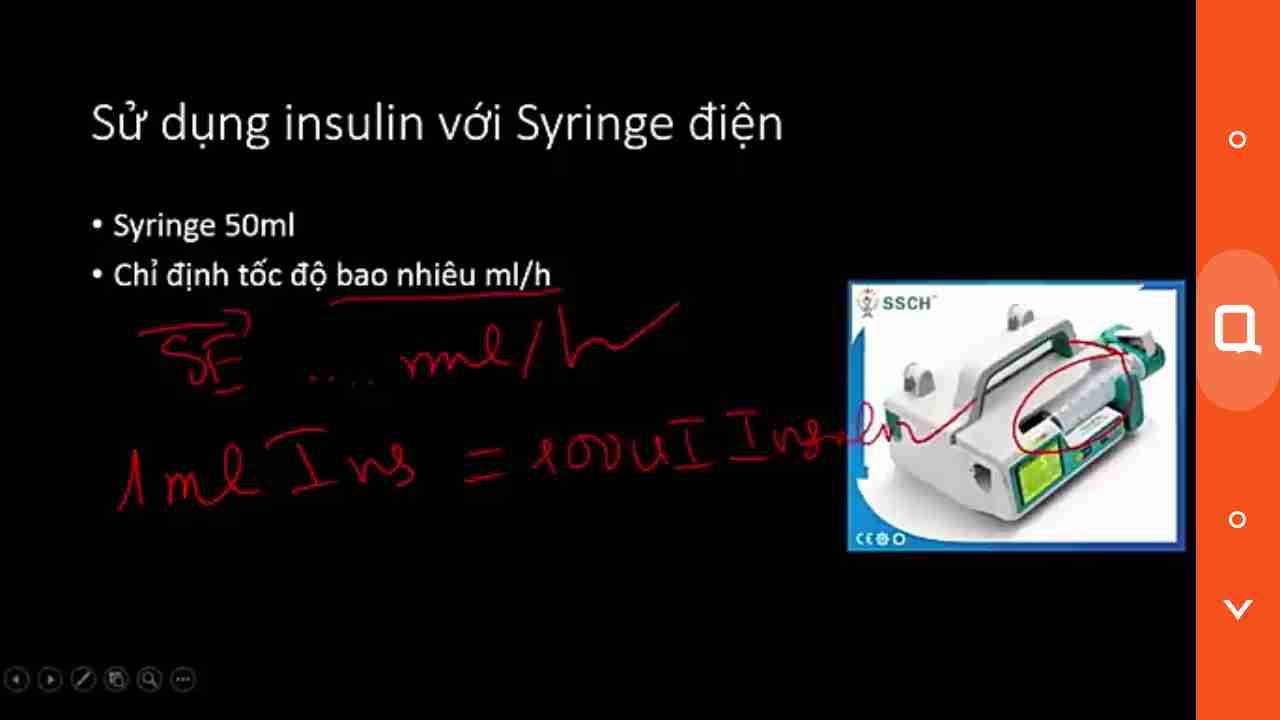 Sử dụng insulin với Syringe điện
• Syringe 50ml
• Chỉ định tốc độ bao nhiêu ml/h
SE .... ml/h
1ml Ins = 100UI Insulin
SSCH
CE